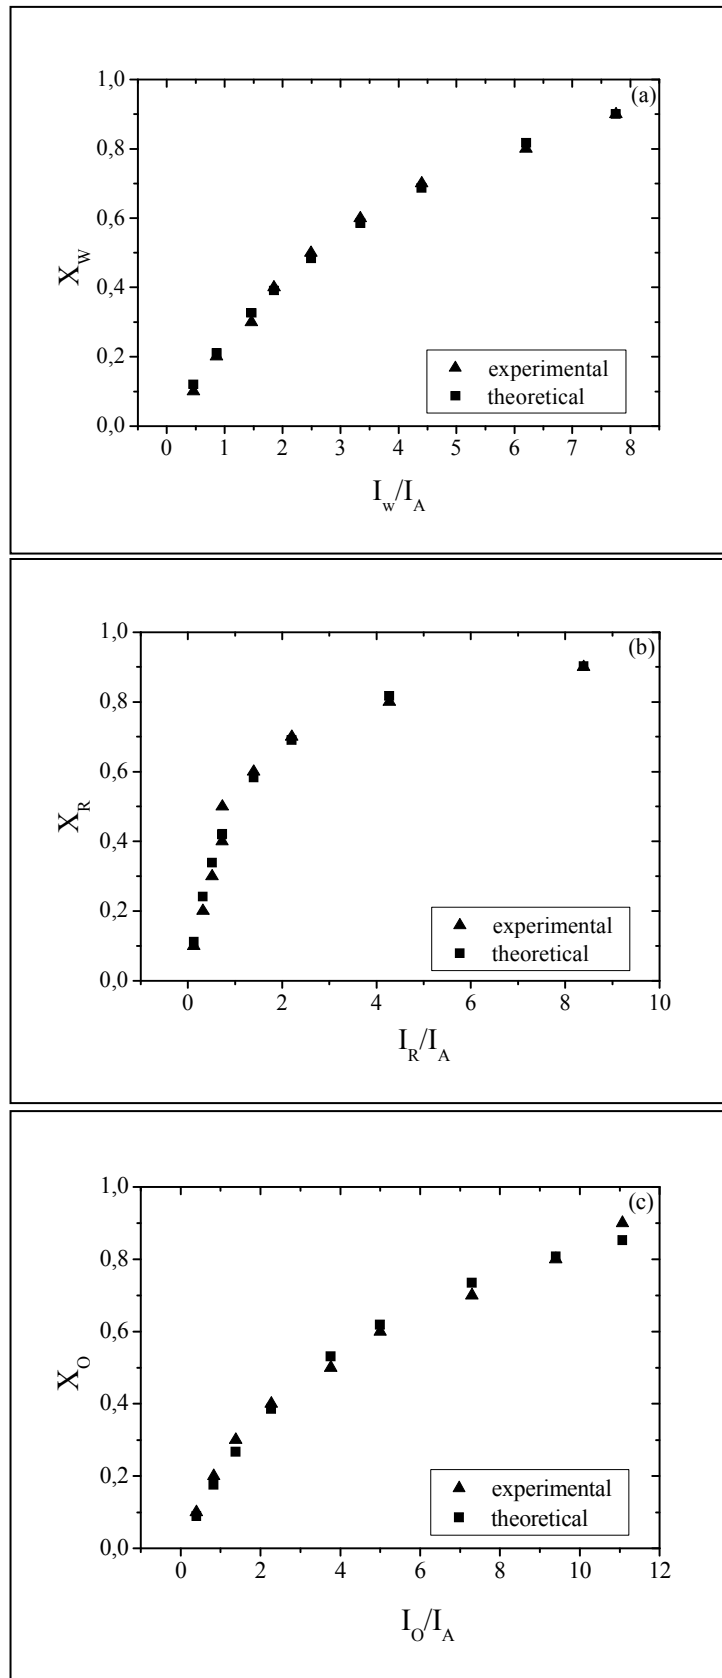 (a)
1,0
0,8
0,6
0,4
0,2
0,0
X_W
experimental
theoretical
0 1 2 3 4 5 6 7 8
I_w/I_A
(b)
1,0
0,8
0,6
0,4
0,2
0,0
X_R
experimental
theoretical
0 2 4 6 8 10
I_R/I_A
(c)
1,0
0,8
0,6
0,4
0,2
0,0
X_O
experimental
theoretical
0 2 4 6 8 10 12
I_O/I_A